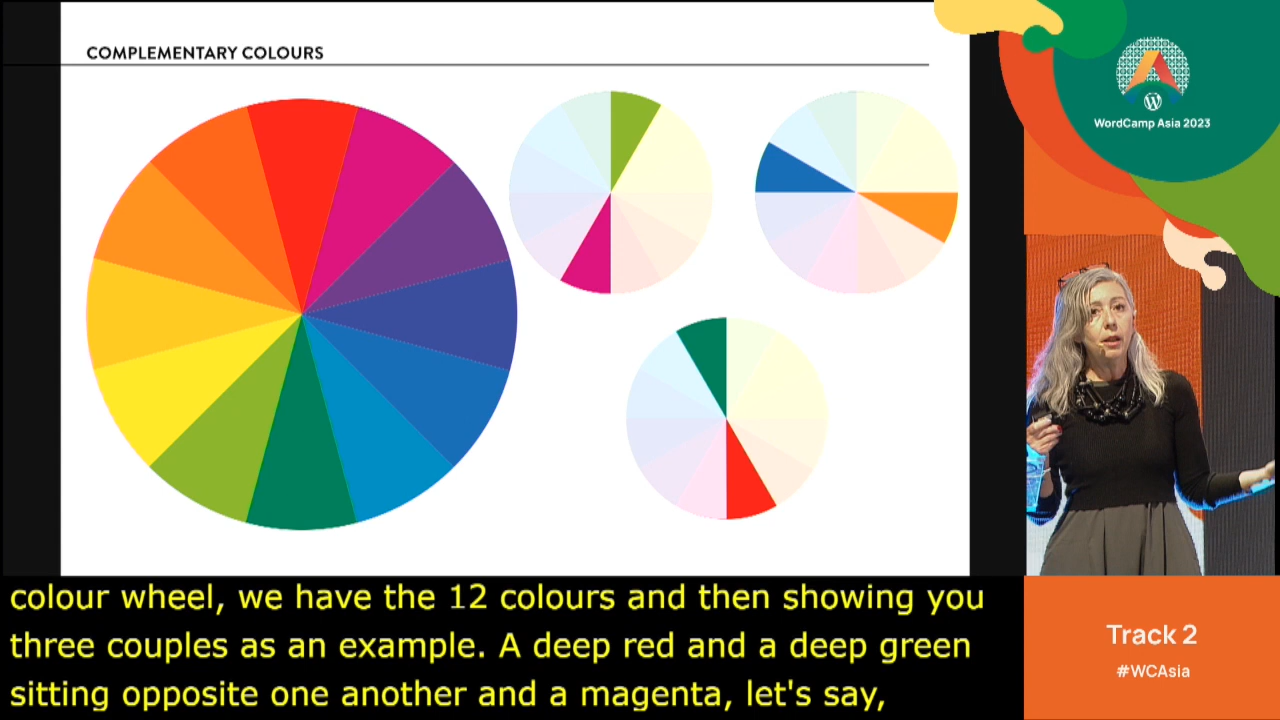 COMPLEMENTARY COLOURS
WordCamp Asia 2023
colour wheel, we have the 12 colours and then showing you
three couples as an example. A deep red and a deep green
sitting opposite one another and a magenta, let's say,
Track 2
#WCAsia